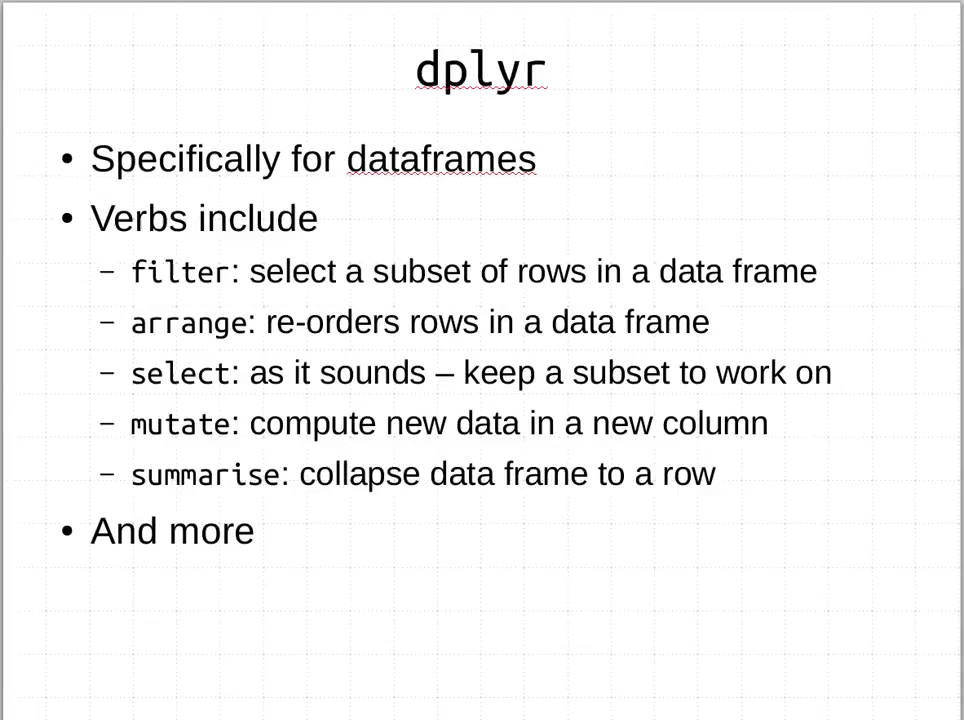 dplyr
• Specifically for dataframes
• Verbs include
– filter: select a subset of rows in a data frame
– arrange: re-orders rows in a data frame
– select: as it sounds – keep a subset to work on
– mutate: compute new data in a new column
– summarise: collapse data frame to a row
• And more